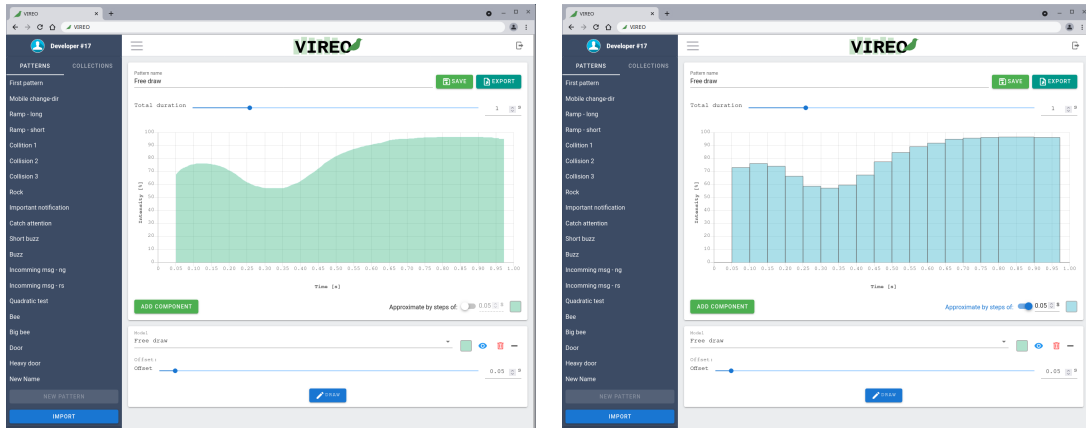 VIREO
VIREO
Developer #17
VIREO
PATTERNS COLLECTIONS
First pattern
Mobile change-dir
Ramp - long
Ramp - short
Collition 1
Collision 2
Collision 3
Rock
Important notification
Catch attention
Short buzz
Buzz
Incomming msg - ng
Incomming msg - rs
Quadratic test
Bee
Big bee
Door
Heavy door
New Name
NEW PATTERN
IMPORT
Pattern name
Free draw
SAVE EXPORT
Total duration 1 s
100
90
80
70
60
50
40
30
20
10
0
Intensity [%]
0 0.05 0.10 0.15 0.20 0.25 0.30 0.35 0.40 0.45 0.50 0.55 0.60 0.65 0.70 0.75 0.80 0.85 0.90 0.95 1.00
Time [s]
ADD COMPONENT Approximate by steps of: 0.05 s
Model
Free draw
Offset:
Offset 0.05 s
DRAW
VIREO
VIREO
Developer #17
VIREO
PATTERNS COLLECTIONS
First pattern
Mobile change-dir
Ramp - long
Ramp - short
Collition 1
Collision 2
Collision 3
Rock
Important notification
Catch attention
Short buzz
Buzz
Incomming msg - ng
Incomming msg - rs
Quadratic test
Bee
Big bee
Door
Heavy door
New Name
NEW PATTERN
IMPORT
Pattern name
Free draw
SAVE EXPORT
Total duration 1 s
100
90
80
70
60
50
40
30
20
10
0
Intensity [%]
0 0.05 0.10 0.15 0.20 0.25 0.30 0.35 0.40 0.45 0.50 0.55 0.60 0.65 0.70 0.75 0.80 0.85 0.90 0.95 1.00
Time [s]
ADD COMPONENT Approximate by steps of: 0.05 s
Model
Free draw
Offset:
Offset 0.05 s
DRAW